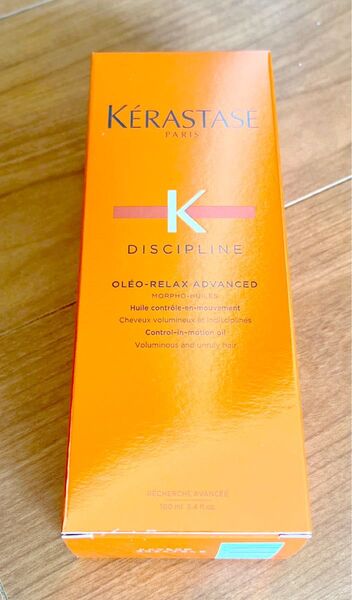 KÉRASTASE
PARIS
K
DISCIPLINE
OLÉO-RELAX ADVANCED
MORPHO-HUILES
Huile contrôle-en-mouvement
Cheveux volumineux et indisciplinés
Control-in-motion oil
Voluminous and unruly hair
RECHERCHE AVANCÉE
100 ml 3.4 fl.oz.